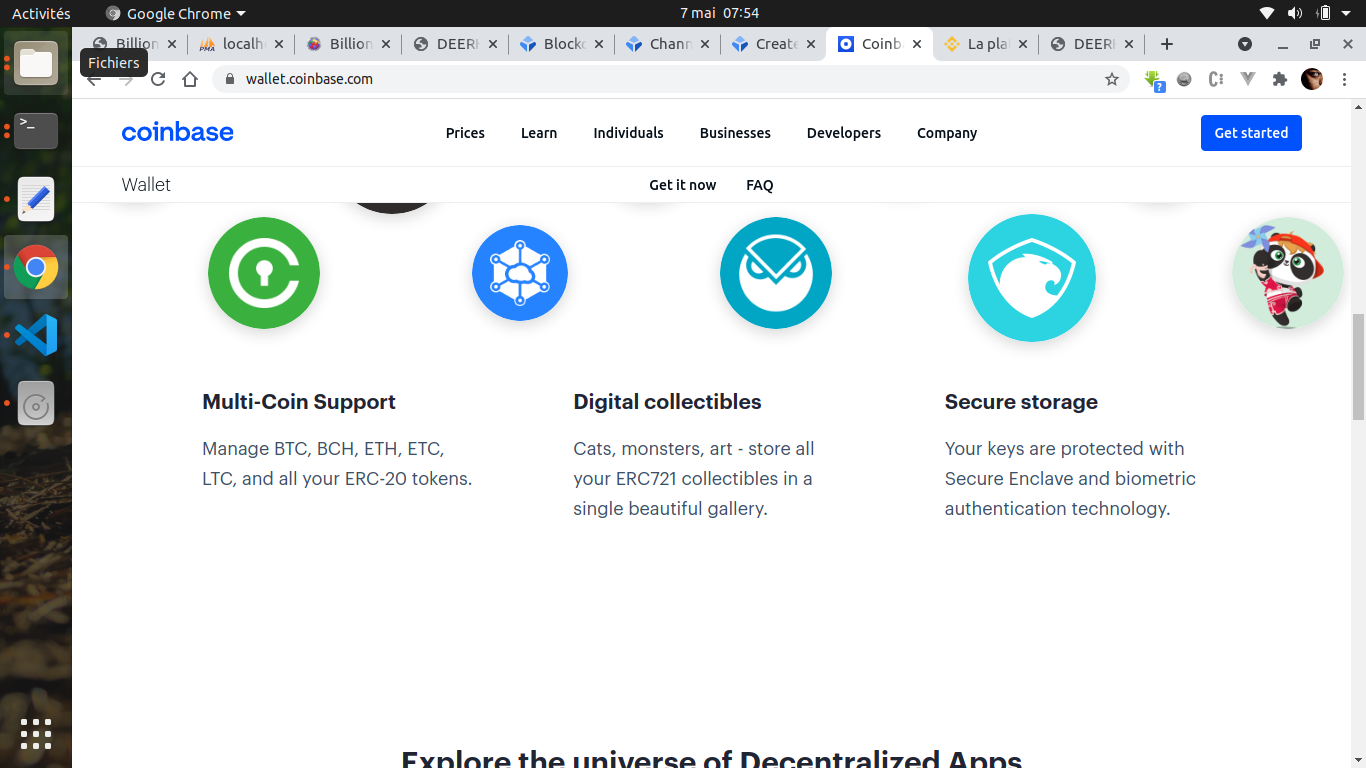 Activités
Google Chrome
7 mai 07:54
Billion
localh
Billion
DEERH
Blockc
Chann
Create
Coinb
La pla
DEERH
Fichiers
wallet.coinbase.com
coinbase
Prices
Learn
Individuals
Businesses
Developers
Company
Get started
Wallet
Get it now
FAQ
Multi-Coin Support
Manage BTC, BCH, ETH, ETC,
LTC, and all your ERC-20 tokens.
Digital collectibles
Cats, monsters, art - store all
your ERC721 collectibles in a
single beautiful gallery.
Secure storage
Your keys are protected with
Secure Enclave and biometric
authentication technology.
Explore the universe of Decentralized Apps